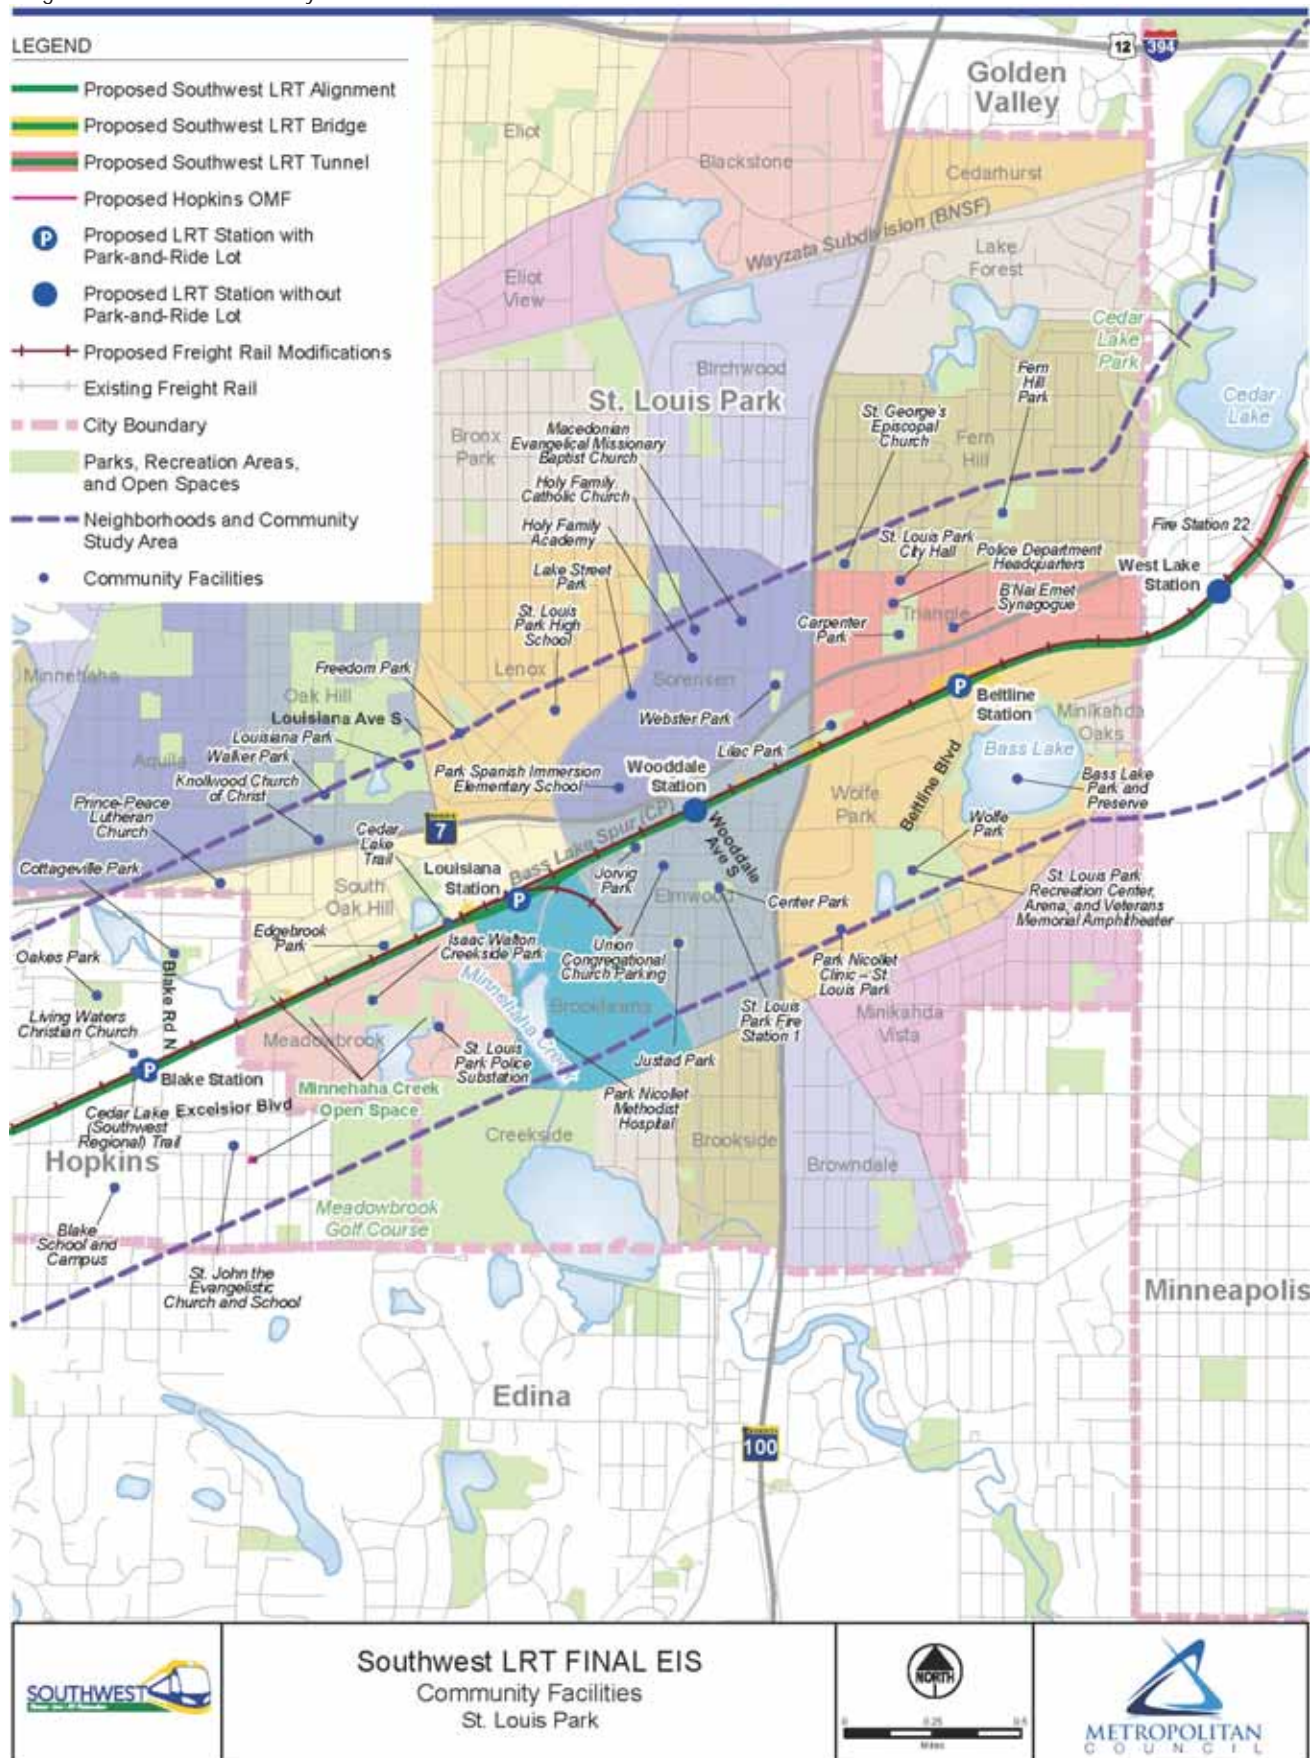 LEGEND
Proposed Southwest LRT Alignment
Proposed Southwest LRT Bridge
Proposed Southwest LRT Tunnel
Proposed Hopkins OMF
P
Proposed LRT Station with
Park-and-Ride Lot
Proposed LRT Station without
Park-and-Ride Lot
Proposed Freight Rail Modifications
Existing Freight Rail
City Boundary
Parks, Recreation Areas,
and Open Spaces
Neighborhoods and Community
Study Area
Community Facilities
12
394
Golden
Valley
Eliot
Blackstone
Cedarhurst
Wayzata Subdivision (BNSF)
Lake
Forest
Eliot
View
Cedar
Lake
Park
Cedar
Lake
Birchwood
St. Louis Park
Fern
Hill
Park
St. George's
Episcopal
Church
Fern
Hill
Bronx
Park
Macedonian
Evangelical Missionary
Baptist Church
Holy Family
Catholic Church
Holy Family
Academy
Lake Street
Park
St. Louis
Park High
School
St. Louis Park
City Hall
Police Department
Headquarters
B'Nai Emet
Synagogue
Triangle
Carpenter
Park
Fire Station 22
West Lake
Station
Minnehaha
Oak Hill
Freedom Park
Lenox
Sorensen
Webster Park
Lilac Park
P
Beltline
Station
Minikahda
Oaks
Bass Lake
Bass Lake
Park and
Preserve
Louisiana Ave S
Louisiana Park
Aquila
Walker Park
Knollwood Church
of Christ
Park Spanish Immersion
Elementary School
Wooddale
Station
Wolfe
Park
Beltline Blvd
Wolfe
Park
Prince-Peace
Lutheran
Church
Cottageville Park
Cedar
Lake
Trail
7
Louisiana
Station
P
Bass Lake Spur (CP)
Wooddale
Ave S
Jorvig
Park
Elmwood
Center Park
St. Louis Park
Recreation Center,
Arena, and Veterans
Memorial Amphitheater
South
Oak Hill
Edgebrook
Park
Isaac Walton
Creekside Park
Union
Congregational
Church Parking
Park Nicollet
Clinic – St.
Louis Park
Oakes Park
Blake Rd N
Living Waters
Christian Church
Minnehaha Creek
Brooklawns
St. Louis
Park Fire
Station 1
Minikahda
Vista
Meadowbrook
St. Louis
Park Police
Substation
Justad Park
P
Blake Station
Minnehaha Creek
Open Space
Park Nicollet
Methodist
Hospital
Cedar Lake
(Southwest
Regional) Trail
Excelsior Blvd
Creekside
Brookside
Browndale
Hopkins
Meadowbrook
Golf Course
Blake
School and
Campus
St. John the
Evangelistic
Church and School
Minneapolis
Edina
100
SOUTHWEST
Southwest LRT FINAL EIS
Community Facilities
St. Louis Park
NORTH
0 0.25 0.5
Miles
METROPOLITAN
COUNCIL